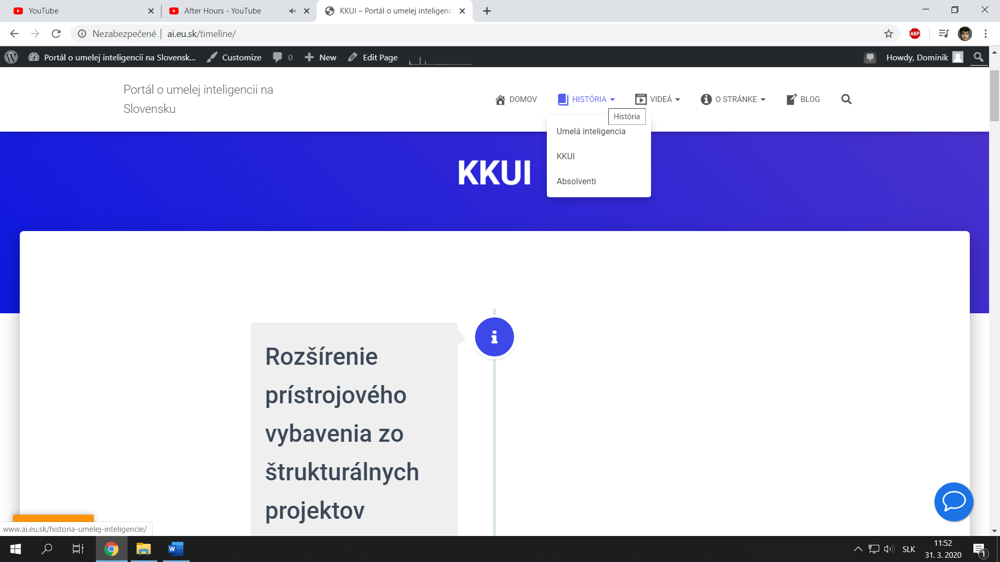 YouTube
After Hours - YouTube
KKUI – Portál o umelej inteligenc
Nezabezpečené
ai.eu.sk/timeline/
ABP
Portál o umelej inteligencii na Slovensk...
Customize
0
New
Edit Page
Howdy, Dominik
Portál o umelej inteligencii na
Slovensku
DOMOV
HISTÓRIA
VIDEÁ
O STRÁNKE
BLOG
História
Umelá inteligencia
KKUI
Absolventi
KKUI
Rozšírenie
prístrojového
vybavenia zo
štrukturálnych
projektov
www.ai.eu.sk/historia-umelej-inteligencie/
SLK
11:52
31. 3. 2020
1